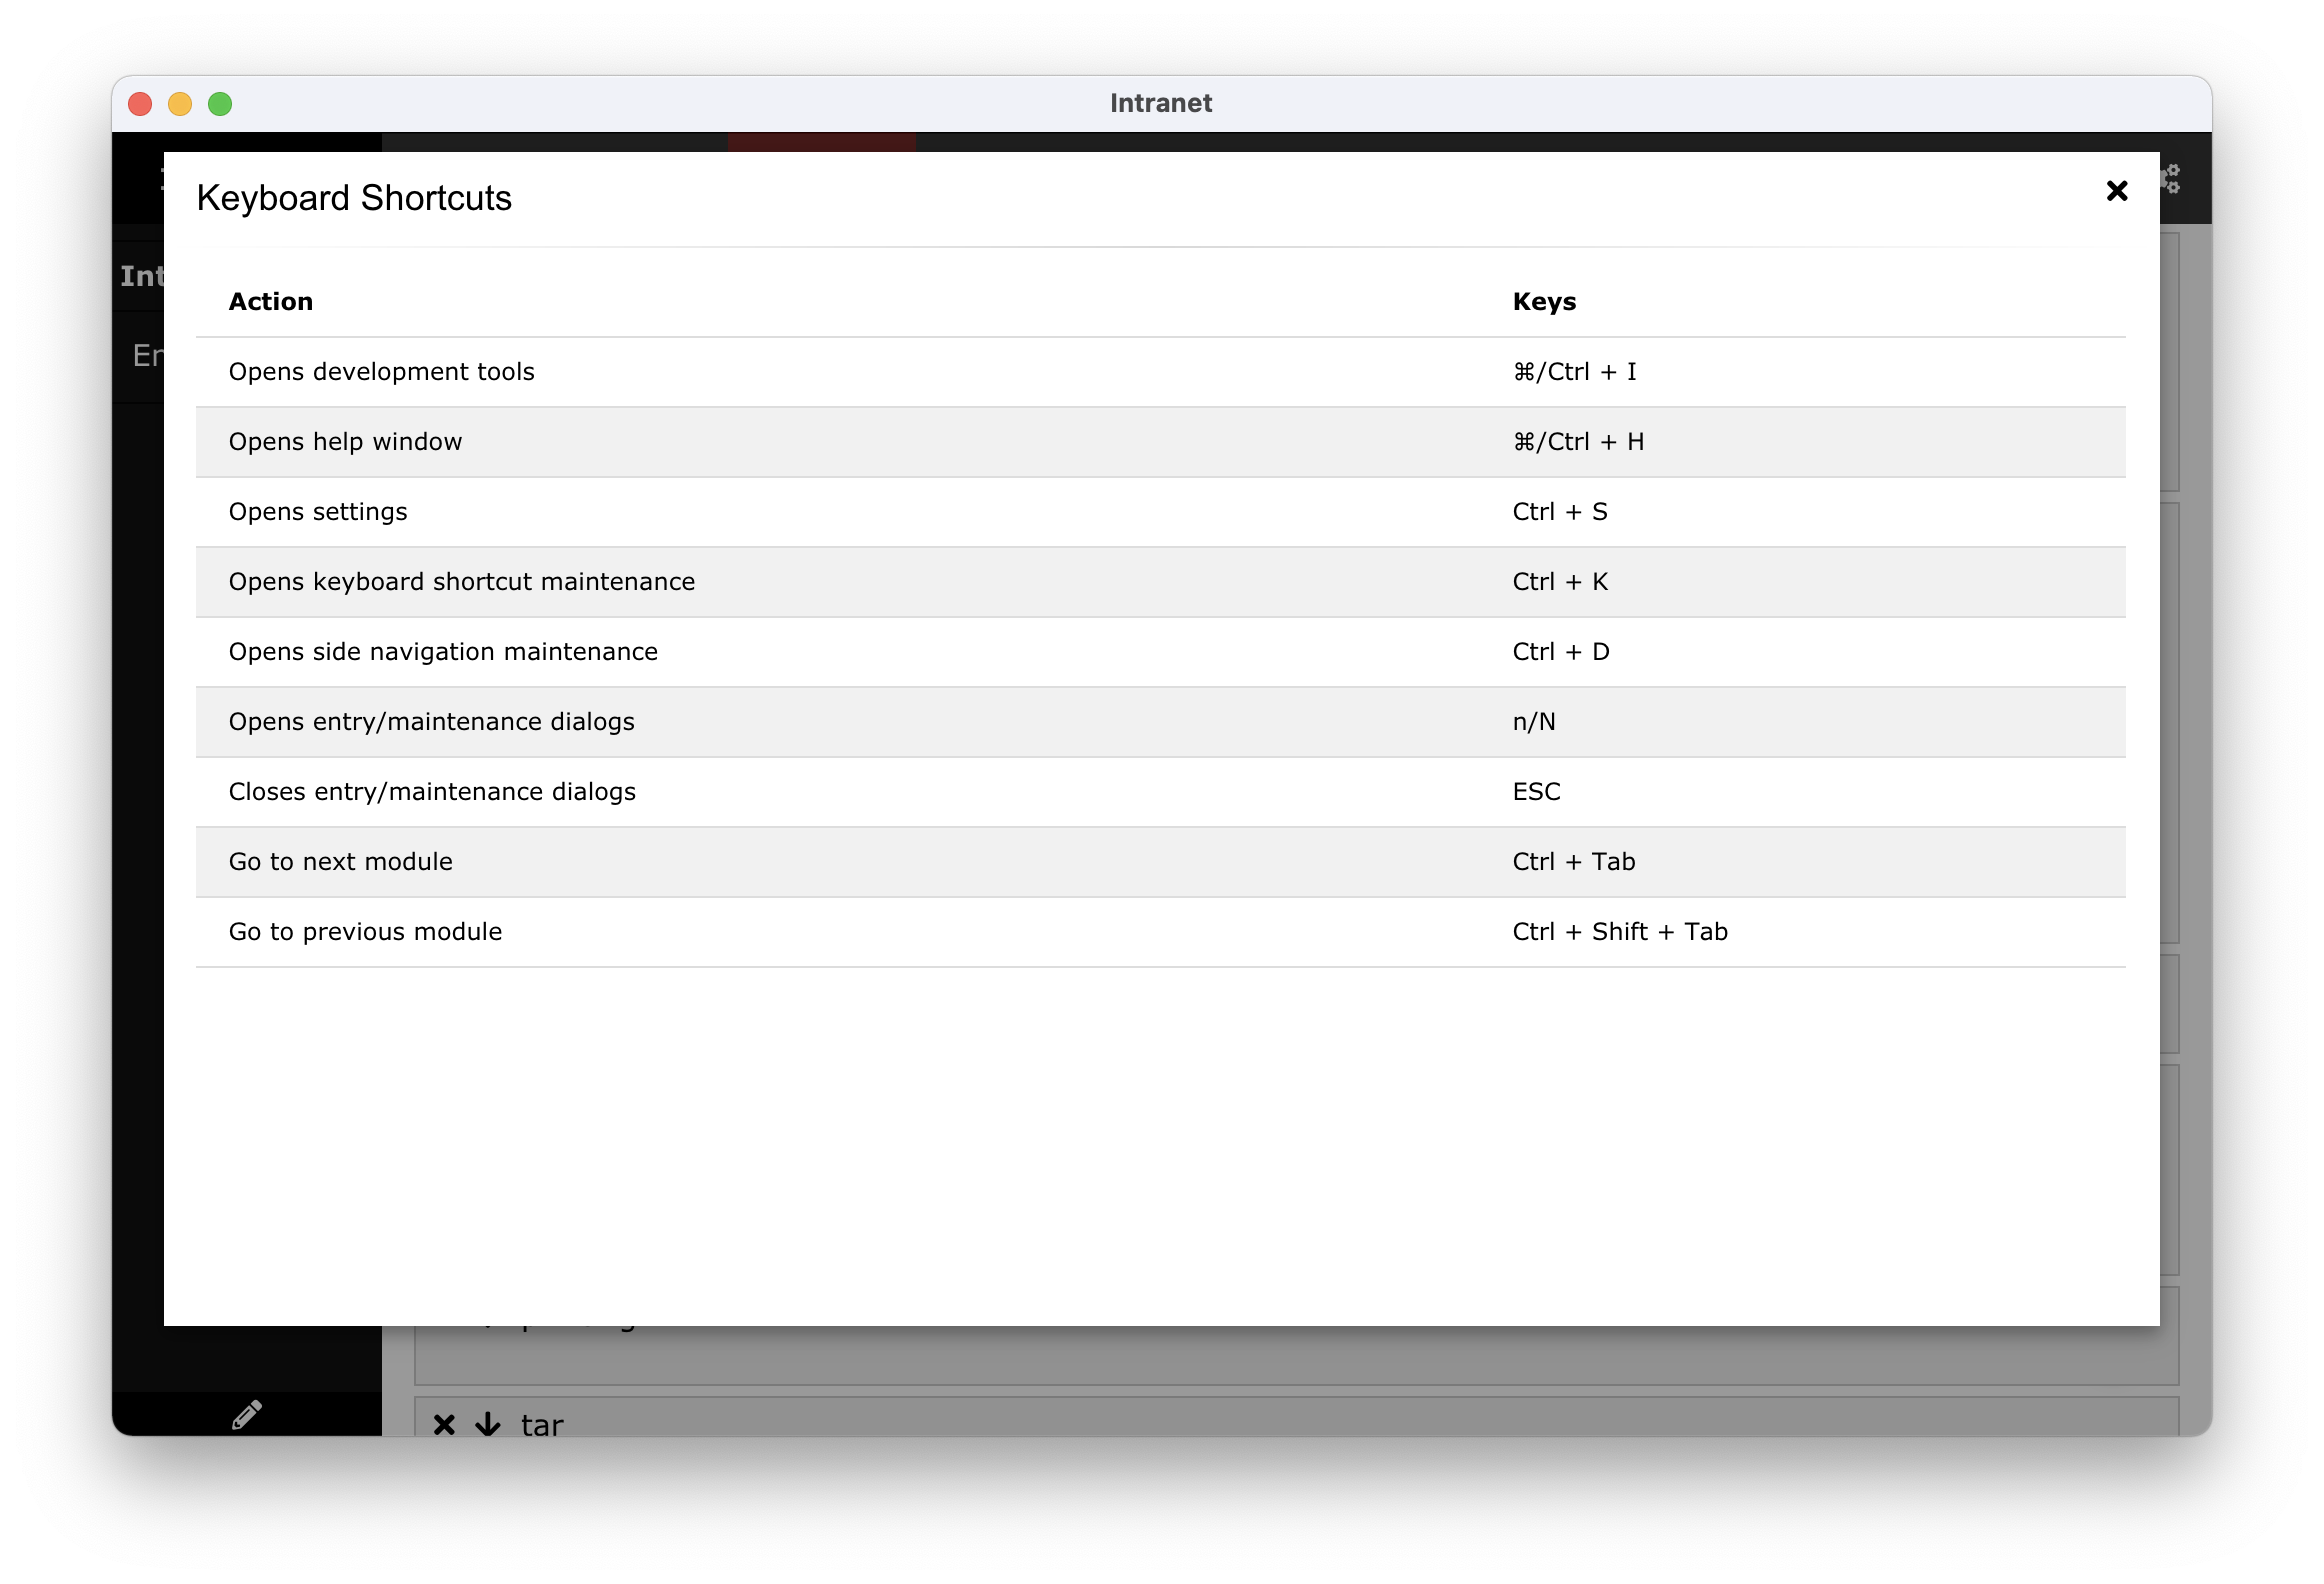 Intranet
Keyboard Shortcuts
Int
En
Action Keys
Opens development tools ⌘/Ctrl + I
Opens help window ⌘/Ctrl + H
Opens settings Ctrl + S
Opens keyboard shortcut maintenance Ctrl + K
Opens side navigation maintenance Ctrl + D
Opens entry/maintenance dialogs n/N
Closes entry/maintenance dialogs ESC
Go to next module Ctrl + Tab
Go to previous module Ctrl + Shift + Tab
tar